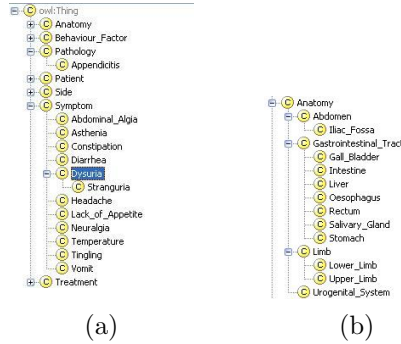 owl:Thing
Anatomy
Behaviour_Factor
Pathology
Appendicitis
Patient
Side
Symptom
Abdominal_Algia
Asthenia
Constipation
Diarrhea
Dysuria
Stranguria
Headache
Lack_of_Appetite
Neuralgia
Temperature
Tingling
Vomit
Treatment
(a)
Anatomy
Abdomen
Iliac_Fossa
Gastrointestinal_Tract
Gall_Bladder
Intestine
Liver
Oesophagus
Rectum
Salivary_Gland
Stomach
Limb
Lower_Limb
Upper_Limb
Urogenital_System
(b)